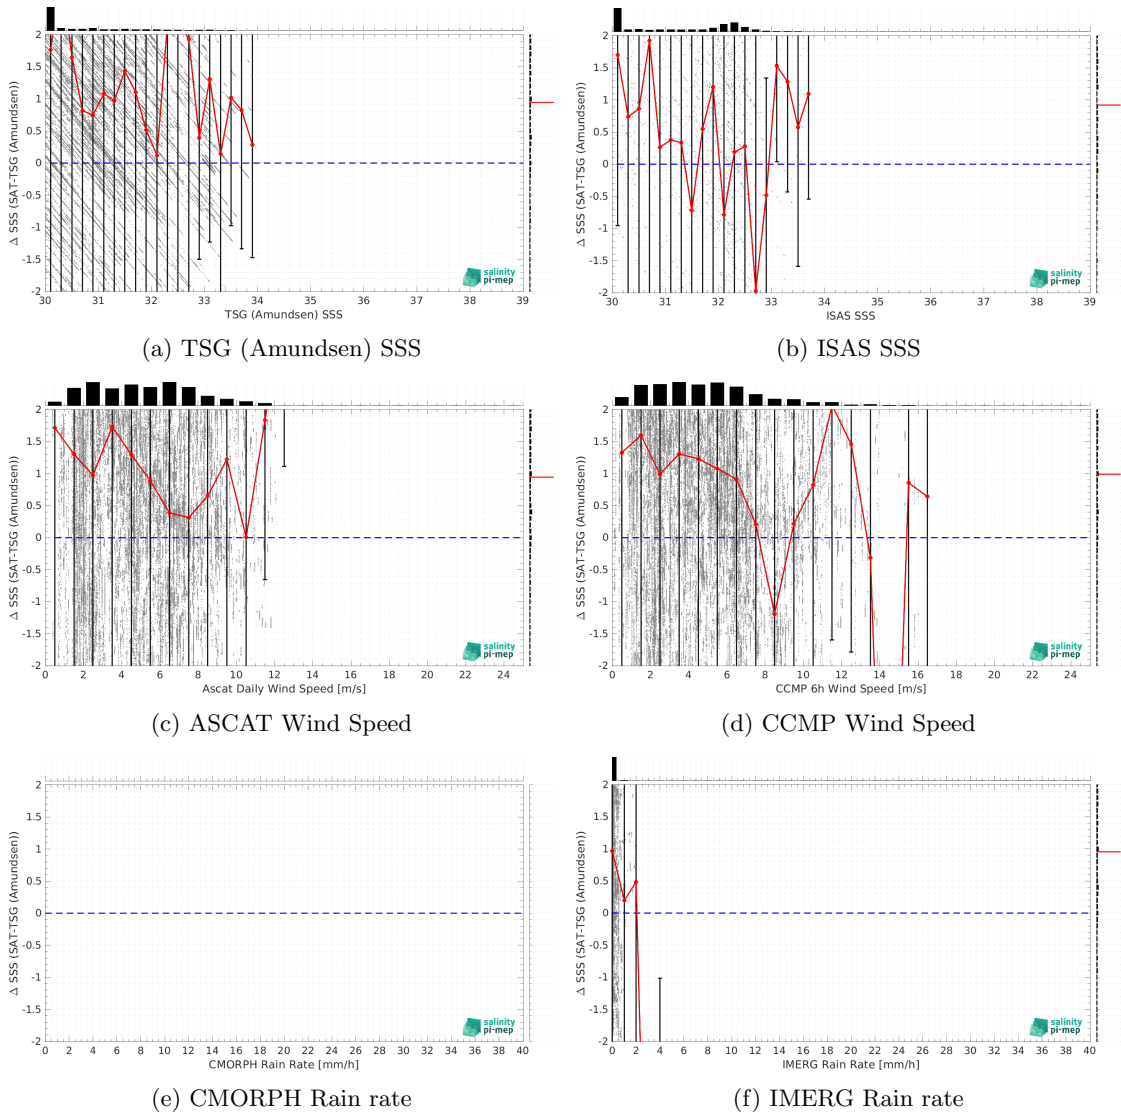 2
1.5
1
0.5
0
-0.5
-1
-1.5
-2
Δ SSS (SAT-TSG (Amundsen))
30 31 32 33 34 35 36 37 38 39
TSG (Amundsen) SSS
salinity
pi-mep
(a) TSG (Amundsen) SSS
2
1.5
1
0.5
0
-0.5
-1
-1.5
-2
Δ SSS (SAT-TSG (Amundsen))
30 31 32 33 34 35 36 37 38 39
ISAS SSS
salinity
pi-mep
(b) ISAS SSS
2
1.5
1
0.5
0
-0.5
-1
-1.5
-2
Δ SSS (SAT-TSG (Amundsen))
0 2 4 6 8 10 12 14 16 18 20 22 24
Ascat Daily Wind Speed [m/s]
salinity
pi-mep
(c) ASCAT Wind Speed
2
1.5
1
0.5
0
-0.5
-1
-1.5
-2
Δ SSS (SAT-TSG (Amundsen))
0 2 4 6 8 10 12 14 16 18 20 22 24
CCMP 6h Wind Speed [m/s]
salinity
pi-mep
(d) CCMP Wind Speed
2
1.5
1
0.5
0
-0.5
-1
-1.5
-2
Δ SSS (SAT-TSG (Amundsen))
0 2 4 6 8 10 12 14 16 18 20 22 24 26 28 30 32 34 36 38 40
CMORPH Rain Rate [mm/h]
salinity
pi-mep
(e) CMORPH Rain rate
2
1.5
1
0.5
0
-0.5
-1
-1.5
-2
Δ SSS (SAT-TSG (Amundsen))
0 2 4 6 8 10 12 14 16 18 20 22 24 26 28 30 32 34 36 38 40
IMERG Rain Rate [mm/h]
salinity
pi-mep
(f) IMERG Rain rate